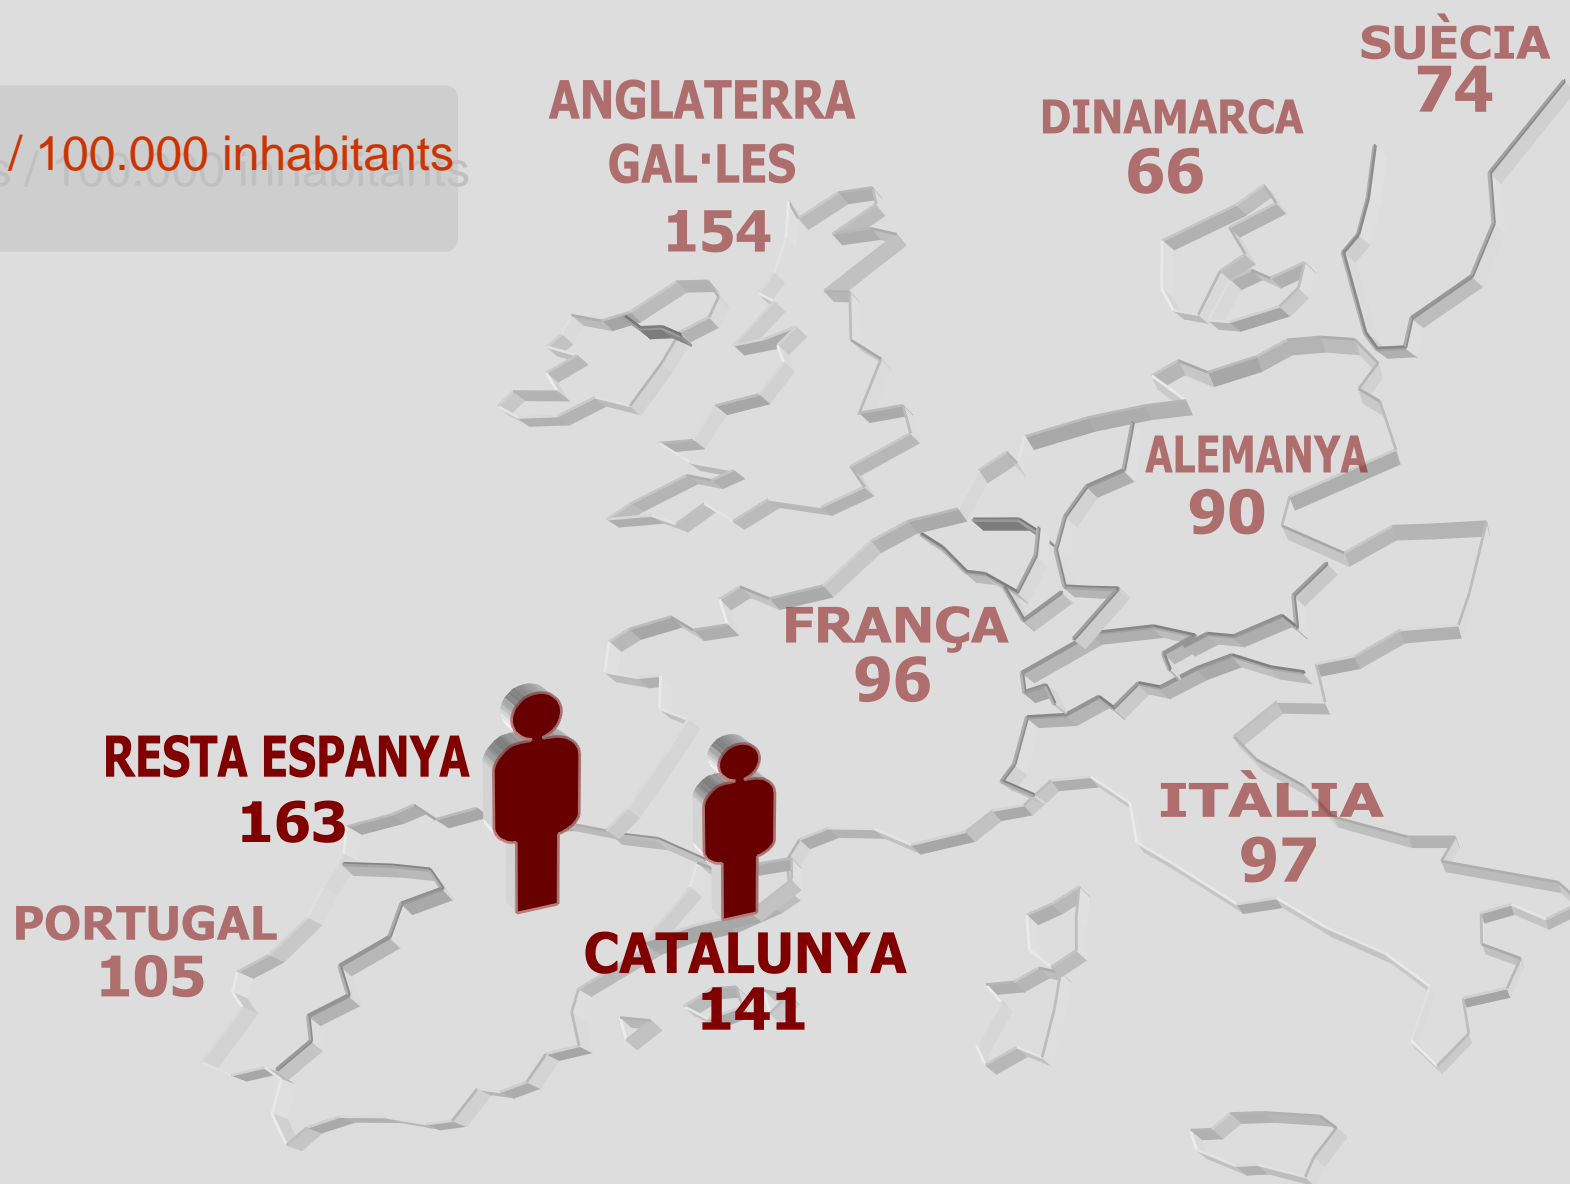 / 100.000 inhabitants
SUÈCIA
74
ANGLATERRA
GAL·LES
154
DINAMARCA
66
ALEMANYA
90
FRANÇA
96
RESTA ESPANYA
163
ITÀLIA
97
PORTUGAL
105
CATALUNYA
141